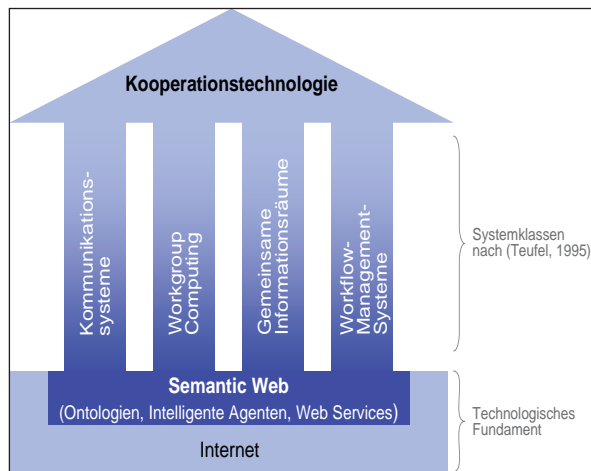 Kooperationstechnologie
Kommunikations-
systeme
Workgroup
Computing
Gemeinsame
Informationsräume
Workflow-
Management-
Systeme
Systemklassen
nach (Teufel, 1995)
Semantic Web
(Ontologien, Intelligente Agenten, Web Services)
Internet
Technologisches
Fundament